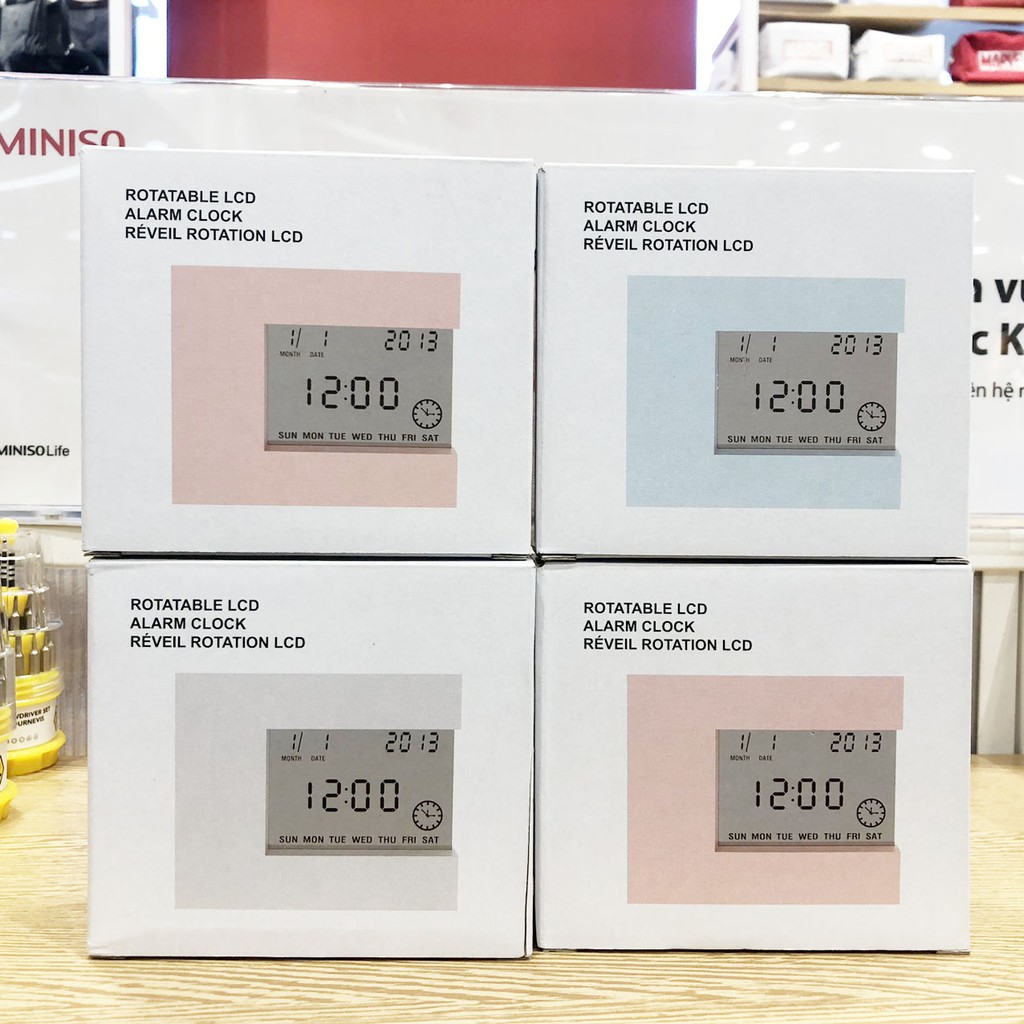 MINISO
ROTATABLE LCD
ALARM CLOCK
RÉVEIL ROTATION LCD
1/ 1 2013
MONTH DATE
12:00
SUN MON TUE WED THU FRI SAT
ROTATABLE LCD
ALARM CLOCK
RÉVEIL ROTATION LCD
1/ 1 2013
MONTH DATE
12:00
SUN MON TUE WED THU FRI SAT
MINISOLife
ROTATABLE LCD
ALARM CLOCK
RÉVEIL ROTATION LCD
1/ 1 2013
MONTH DATE
12:00
SUN MON TUE WED THU FRI SAT
ROTATABLE LCD
ALARM CLOCK
RÉVEIL ROTATION LCD
1/ 1 2013
MONTH DATE
12:00
SUN MON TUE WED THU FRI SAT